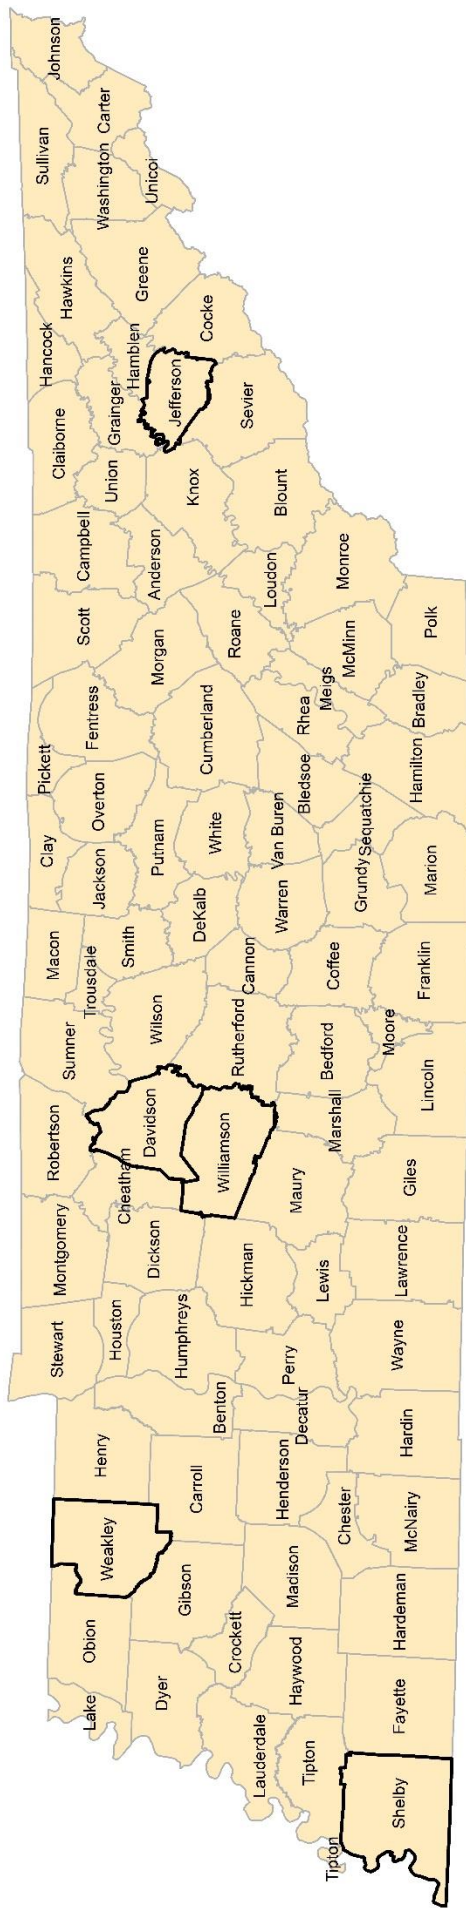 Johnson
Sullivan
Carter
Washington
Unicoi
Hawkins
Hancock
Greene
Hamblen
Cocke
Grainger
Jefferson
Claiborne
Sevier
Union
Knox
Campbell
Blount
Anderson
Loudon
Scott
Monroe
Morgan
Roane
McMinn
Polk
Meigs
Fentress
Pickett
Cumberland
Rhea
Bradley
Overton
Clay
Bledsoe
Hamilton
Putnam
White
Van Buren
Sequatchie
Jackson
Grundy
Marion
Macon
Smith
DeKalb
Warren
Trousdale
Cannon
Coffee
Franklin
Sumner
Wilson
Rutherford
Bedford
Moore
Lincoln
Robertson
Davidson
Williamson
Marshall
Cheatham
Maury
Giles
Montgomery
Dickson
Hickman
Lewis
Lawrence
Stewart
Houston
Humphreys
Perry
Wayne
Benton
Decatur
Henry
Hardin
Carroll
Henderson
Chester
McNairy
Weakley
Gibson
Madison
Hardeman
Obion
Crockett
Haywood
Fayette
Lake
Dyer
Lauderdale
Tipton
Shelby
Tipton